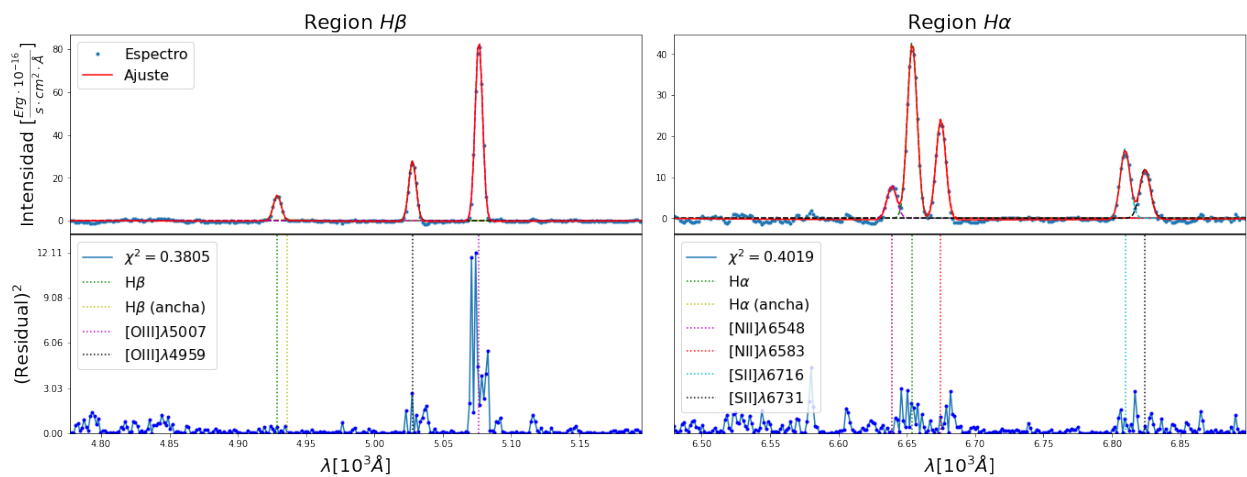 Region Hβ
Region Hα
Intensidad [Erg · 10⁻¹⁶ / s · cm² · Å]
80
60
40
20
0
Espectro
Ajuste
40
30
20
10
0
(Residual)²
12.11
9.08
6.06
3.03
0.00
χ² = 0.3805
Hβ
Hβ (ancha)
[OIII]λ5007
[OIII]λ4959
χ² = 0.4019
Hα
Hα (ancha)
[NII]λ6548
[NII]λ6583
[SII]λ6716
[SII]λ6731
4.80 4.85 4.90 4.95 5.00 5.05 5.10 5.15
6.50 6.55 6.60 6.65 6.70 6.75 6.80 6.85
λ[10³Å]
λ[10³Å]